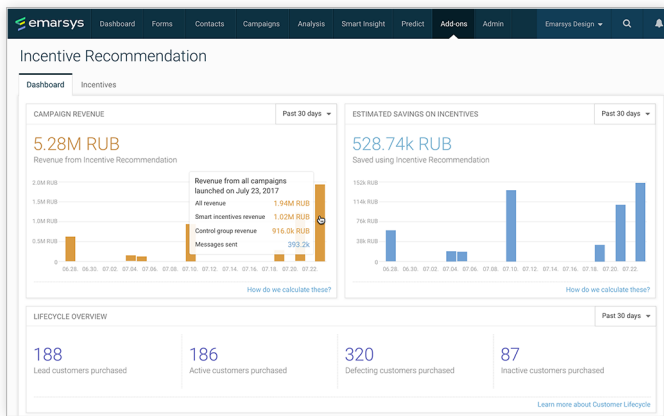 emarsys Dashboard Forms Contacts Campaigns Analysis Smart Insight Predict Add-ons Admin Emarsys Design
Incentive Recommendation
Dashboard Incentives
CAMPAIGN REVENUE Past 30 days
5.28M RUB
Revenue from Incentive Recommendation
2.0M RUB
1.5M RUB
1.0M RUB
0.5M RUB
0
06.28. 06.30. 07.02. 07.04. 07.06. 07.08. 07.10. 07.12. 07.14. 07.16. 07.18. 07.20. 07.22.
Revenue from all campaigns
launched on July 23, 2017
All revenue 1.94M RUB
Smart incentives revenue 1.02M RUB
Control group revenue 916.0k RUB
Messages sent 393.2k
How do we calculate these?
ESTIMATED SAVINGS ON INCENTIVES Past 30 days
528.74k RUB
Saved using Incentive Recommendation
152k RUB
114k RUB
76k RUB
38k RUB
0
06.28. 06.30. 07.02. 07.04. 07.06. 07.08. 07.10. 07.12. 07.14. 07.16. 07.18. 07.20. 07.22.
How do we calculate these?
LIFECYCLE OVERVIEW Past 30 days
188 186 320 87
Lead customers purchased Active customers purchased Defecting customers purchased Inactive customers purchased
Learn more about Customer Lifecycle